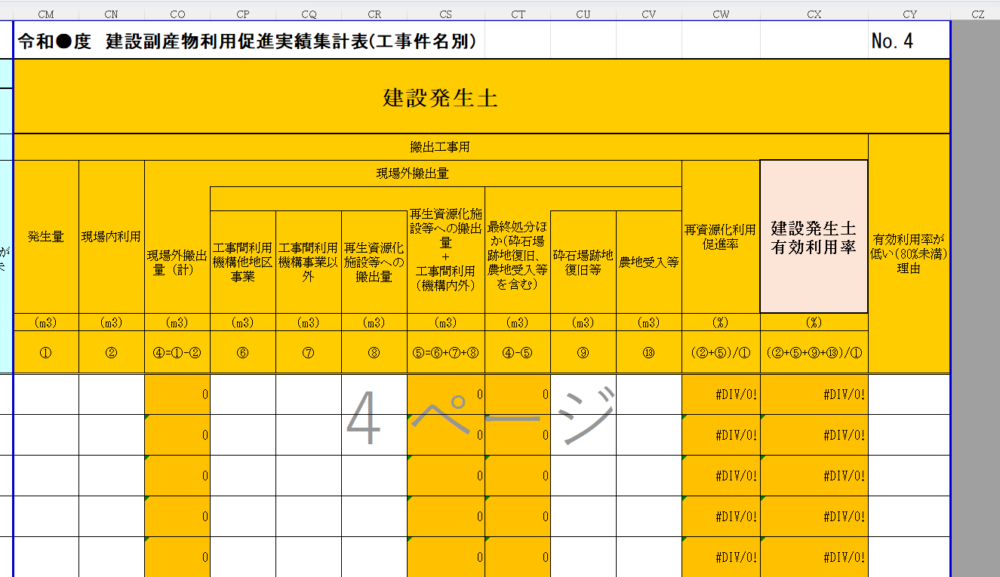 CM CN CO CP CQ CR CS CT CU CV CW CX CY CZ
令和●度 建設副産物利用促進実績集計表(工事件名別) No.4
建設発生土
搬出工事用
現場外搬出量
発生量
現場内利用
現場外搬出
量（計）
工事間利用
機構他地区
事業
工事間利用
機構事業以
外
再生資源化
施設等への
搬出量
再生資源化施
設等への搬出
量
+
工事間利用
（機構内外）
最終処分ほ
か(砕石場
跡地復旧、
農地受入等
を含む)
砕石場跡地
復旧等
農地受入等
再資源化利用
促進率
建設発生土
有効利用率
有効利用率が
低い(80%未満)
理由
が
(m3) (m3) (m3) (m3) (m3) (m3) (m3) (m3) (m3) (m3) (%) (%)
① ② ④=①-② ⑥ ⑦ ⑧ ⑤=⑥+⑦+⑧ ④-⑤ ⑨ ⑬ (②+⑤)/① (②+⑤+⑨+⑬)/①
0 0 0 #DIV/0! #DIV/0!
4 ページ
0 0 0 #DIV/0! #DIV/0!
0 0 0 #DIV/0! #DIV/0!
0 0 0 #DIV/0! #DIV/0!
0 0 0 #DIV/0! #DIV/0!